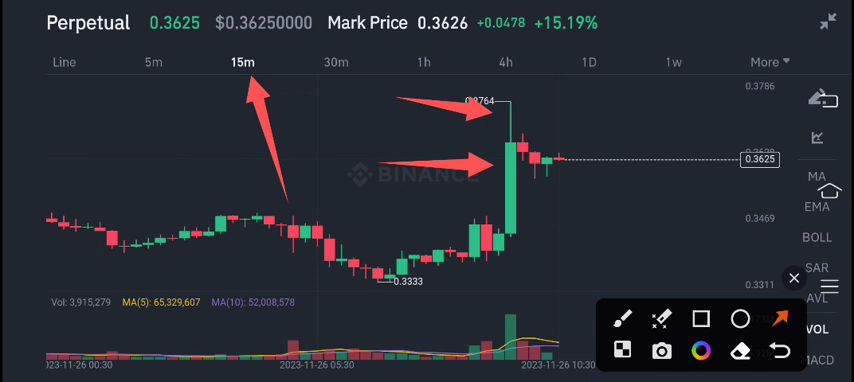 Perpetual 0.3625 $0.36250000 Mark Price 0.3626 +0.0478 +15.19%
Line 5m 15m 30m 1h 4h 1D 1w More
0.3786
0.3764
0.3625
BINANCE
MA
EMA
0.3469
BOLL
SAR
0.3333
0.3311
AVL
Vol: 3,915,279 MA(5): 65,329,607 MA(10): 52,008,578
VOL
MACD
2023-11-26 00:30 2023-11-26 05:30 2023-11-26 10:30